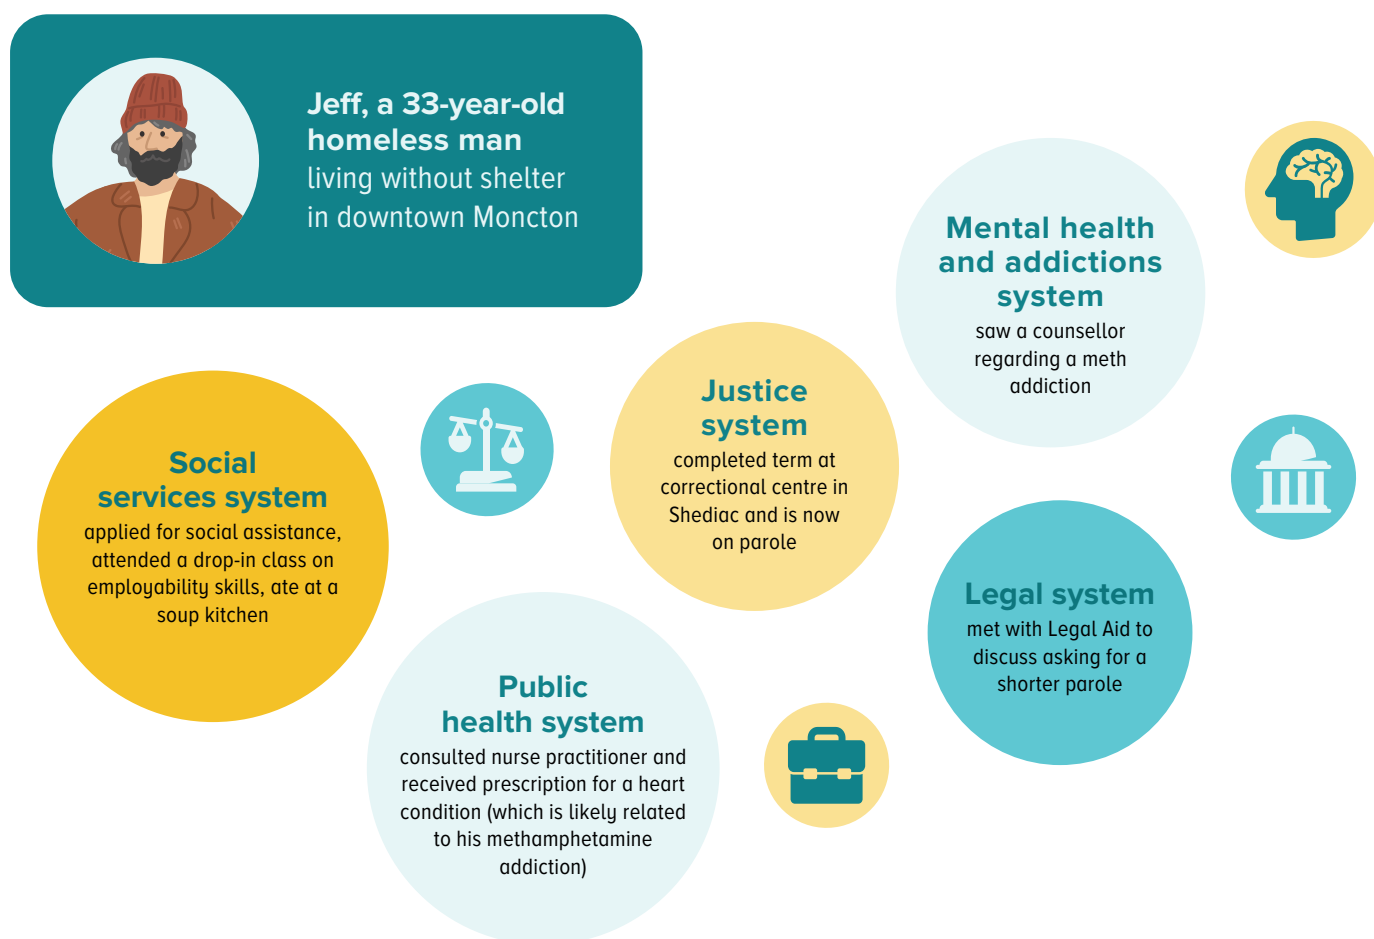 Jeff, a 33-year-old
homeless man
living without shelter
in downtown Moncton
Mental health
and addictions
system
saw a counsellor
regarding a meth
addiction
Justice
system
completed term at
correctional centre in
Shediac and is now
on parole
Social
services system
applied for social assistance,
attended a drop-in class on
employability skills, ate at a
soup kitchen
Legal system
met with Legal Aid to
discuss asking for a
shorter parole
Public
health system
consulted nurse practitioner and
received prescription for a heart
condition (which is likely related
to his methamphetamine
addiction)